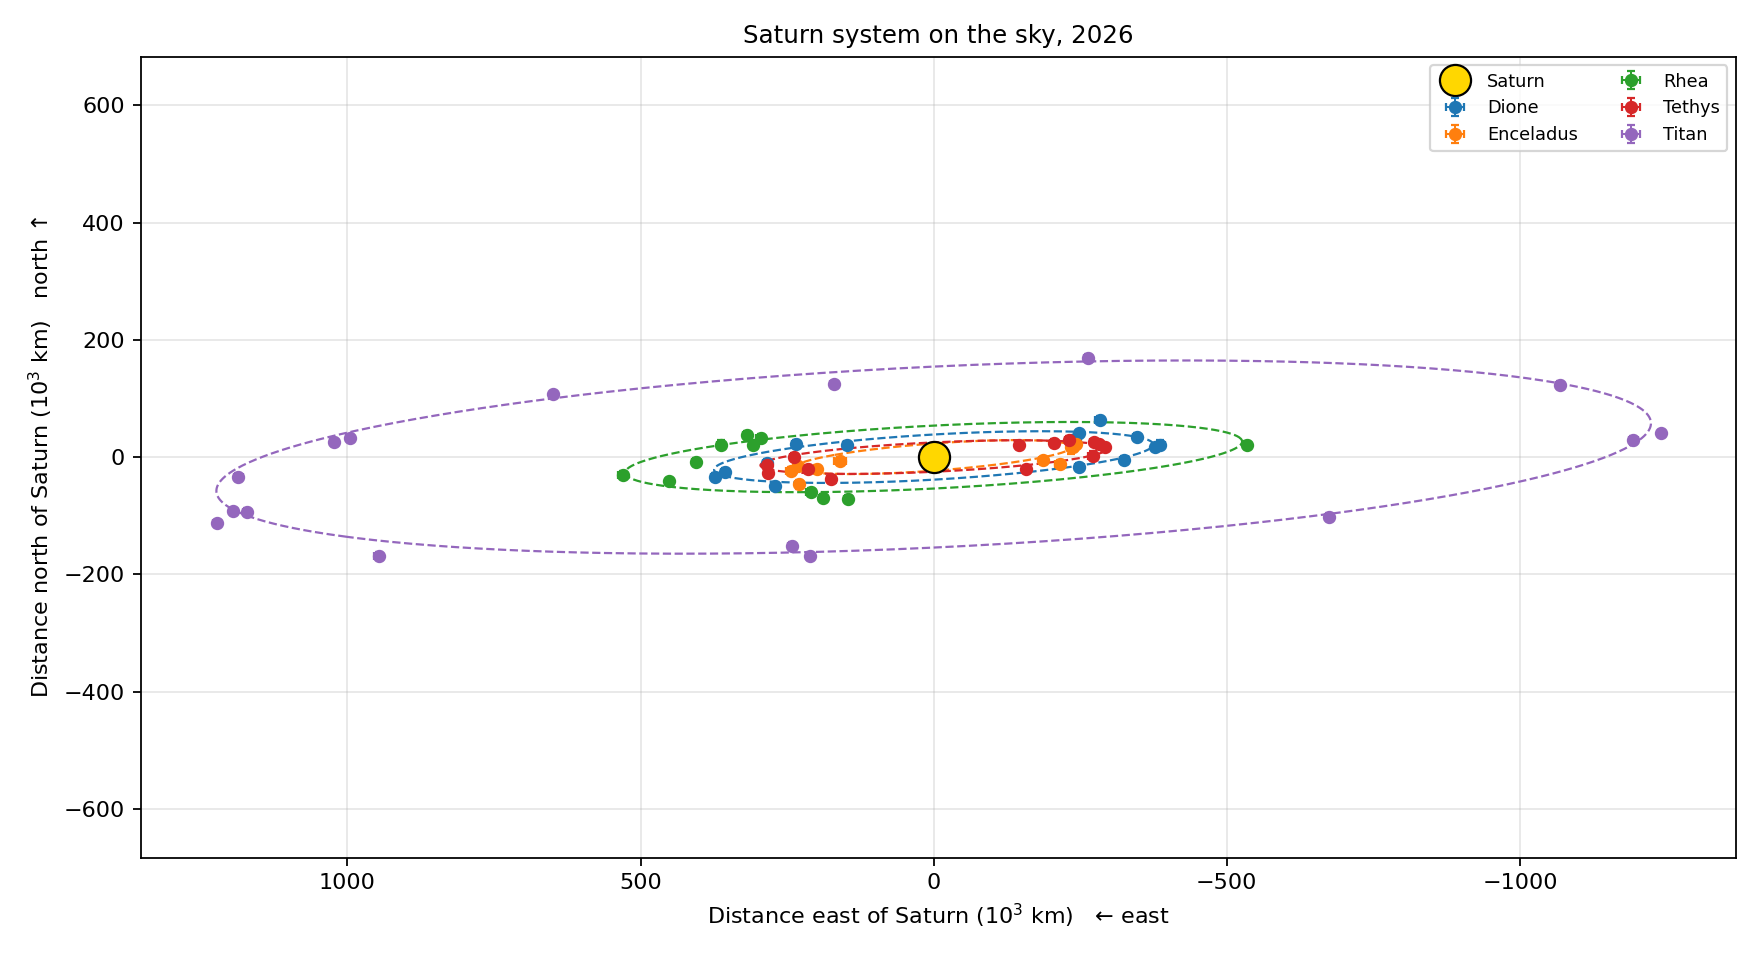 Saturn system on the sky, 2026
Saturn
Dione
Enceladus
Rhea
Tethys
Titan
600
400
200
0
−200
−400
−600
Distance north of Saturn (10³ km) north ↑
1000
500
0
−500
−1000
Distance east of Saturn (10³ km) ← east